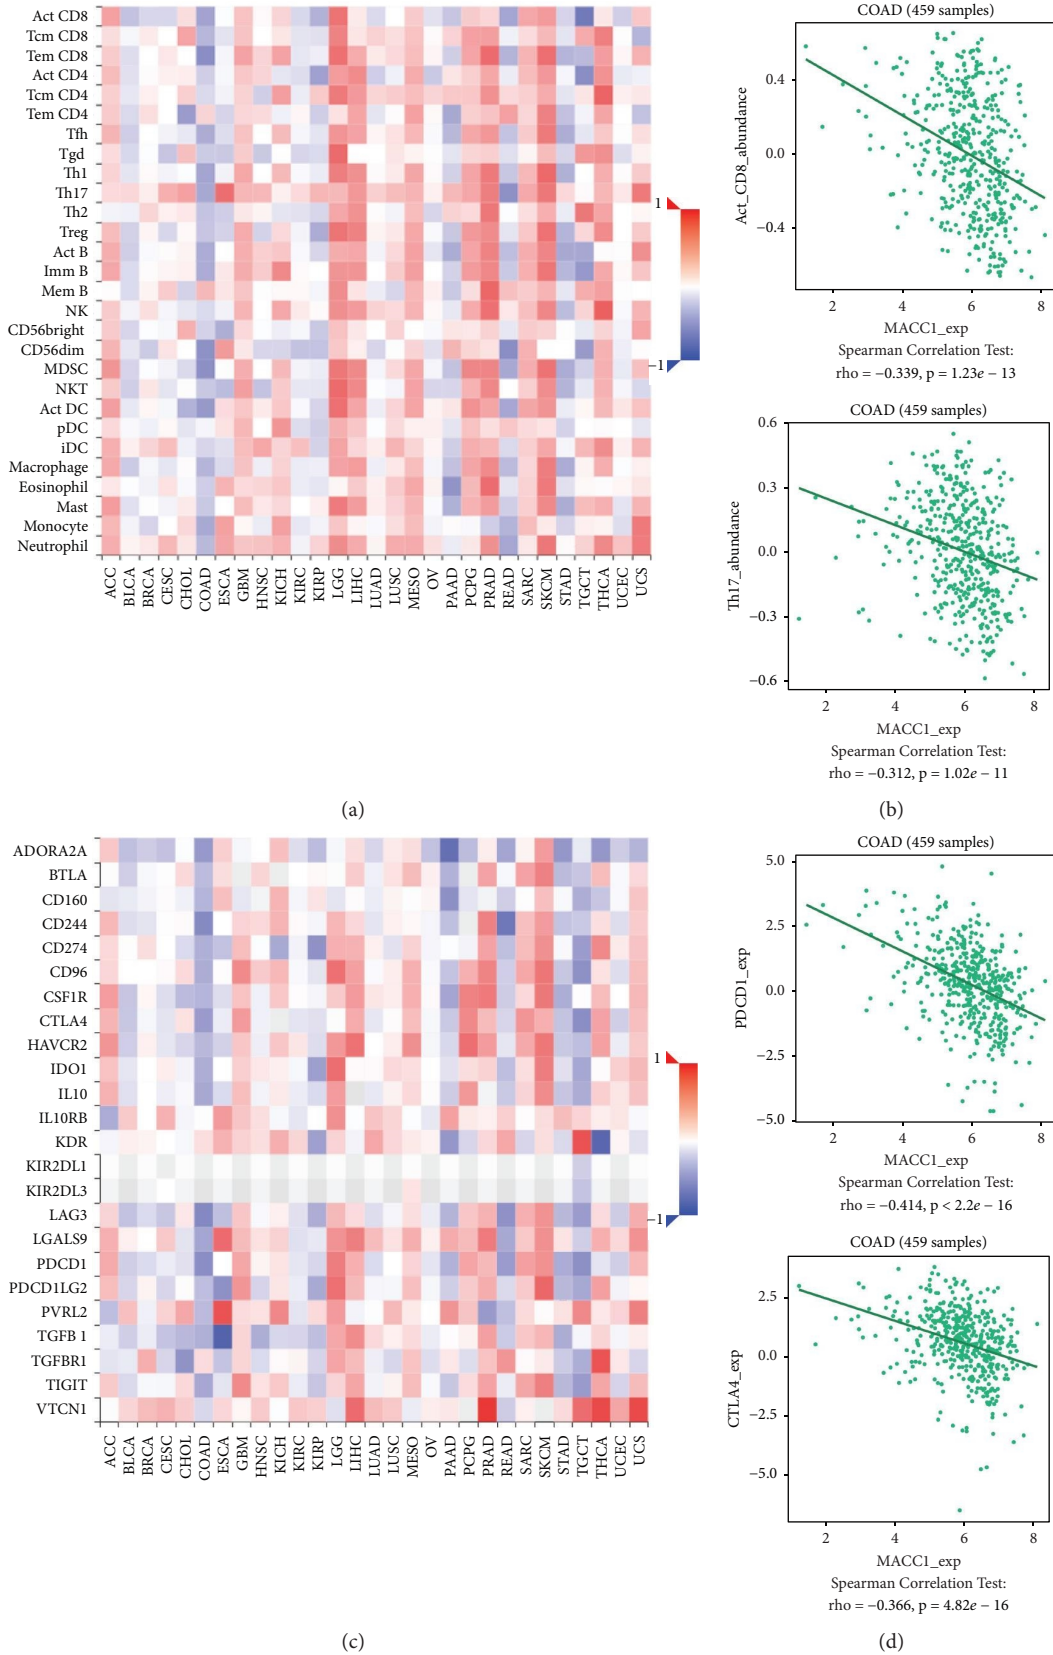 Act CD8
Tcm CD8
Tem CD8
Act CD4
Tcm CD4
Tem CD4
Tfh
Tgd
Th1
Th17
Th2
Treg
Act B
Imm B
Mem B
NK
CD56bright
CD56dim
MDSC
NKT
Act DC
pDC
iDC
Macrophage
Eosinophil
Mast
Monocyte
Neutrophil
ACC BLCA BRCA CESC CHOL COAD ESCA GBM HNSC KICH KIRC KIRP LGG LIHC LUAD LUSC MESO OV PAAD PCPG PRAD READ SARC SKCM STAD TGCT THCA UCEC UCS
1
−1
(a)
COAD (459 samples)
Act_CD8_abundance
0.4
0.0
−0.4
2 4 6 8
MACC1_exp
Spearman Correlation Test:
rho = −0.339, p = 1.23e − 13
COAD (459 samples)
Th17_abundance
0.6
0.3
0.0
−0.3
−0.6
2 4 6 8
MACC1_exp
Spearman Correlation Test:
rho = −0.312, p = 1.02e − 11
(b)
ADORA2A
BTLA
CD160
CD244
CD274
CD96
CSF1R
CTLA4
HAVCR2
IDO1
IL10
IL10RB
KDR
KIR2DL1
KIR2DL3
LAG3
LGALS9
PDCD1
PDCD1LG2
PVRL2
TGFB 1
TGFBR1
TIGIT
VTCN1
ACC BLCA BRCA CESC CHOL COAD ESCA GBM HNSC KICH KIRC KIRP LGG LIHC LUAD LUSC MESO OV PAAD PCPG PRAD READ SARC SKCM STAD TGCT THCA UCEC UCS
1
−1
(c)
COAD (459 samples)
PDCD1_exp
5.0
2.5
0.0
−2.5
−5.0
2 4 6 8
MACC1_exp
Spearman Correlation Test:
rho = −0.414, p < 2.2e − 16
COAD (459 samples)
CTLA4_exp
2.5
0.0
−2.5
−5.0
2 4 6 8
MACC1_exp
Spearman Correlation Test:
rho = −0.366, p = 4.82e − 16
(d)